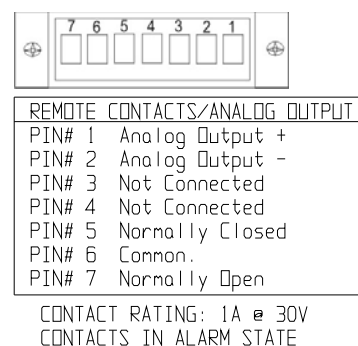 7 6 5 4 3 2 1
REMOTE CONTACTS/ANALOG OUTPUT
PIN# 1 Analog Output +
PIN# 2 Analog Output -
PIN# 3 Not Connected
PIN# 4 Not Connected
PIN# 5 Normally Closed
PIN# 6 Common.
PIN# 7 Normally Open
CONTACT RATING: 1A @ 30V
CONTACTS IN ALARM STATE